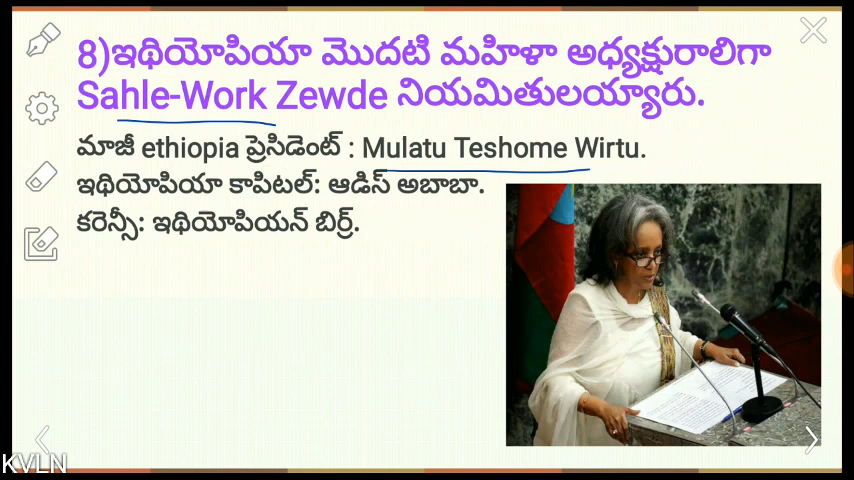 8)ఇథియోపియా మొదటి మహిళా అధ్యక్షురాలిగా
Sahle-Work Zewde నియమితులయ్యారు.
మాజీ ethiopia ప్రెసిడెంట్ : Mulatu Teshome Wirtu.
ఇథియోపియా కాపిటల్: ఆడిస్ అబాబా.
కరెన్సీ: ఇథియోపియన్ బిర్ర్.
KVLN